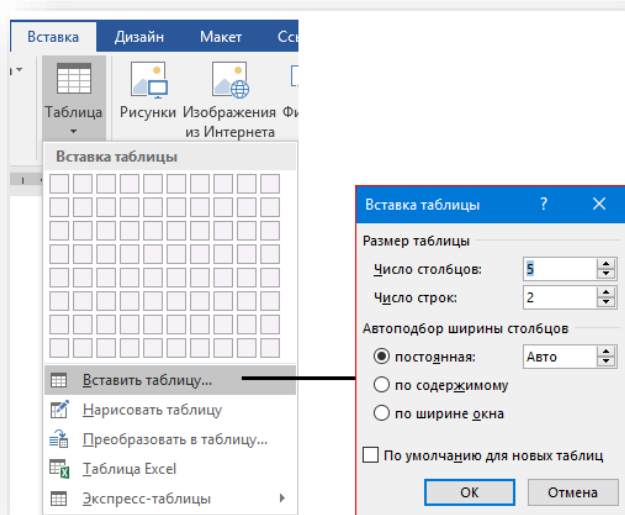 Вставка Дизайн Макет
Таблица Рисунки Изображения
из Интернета
Вставка таблицы
Вставить таблицу...
Нарисовать таблицу
Преобразовать в таблицу...
Таблица Excel
Экспресс-таблицы
Вставка таблицы ? ×
Размер таблицы
Число столбцов: 5
Число строк: 2
Автоподбор ширины столбцов
постоянная: Авто
по содержимому
по ширине окна
По умолчанию для новых таблиц
ОК Отмена